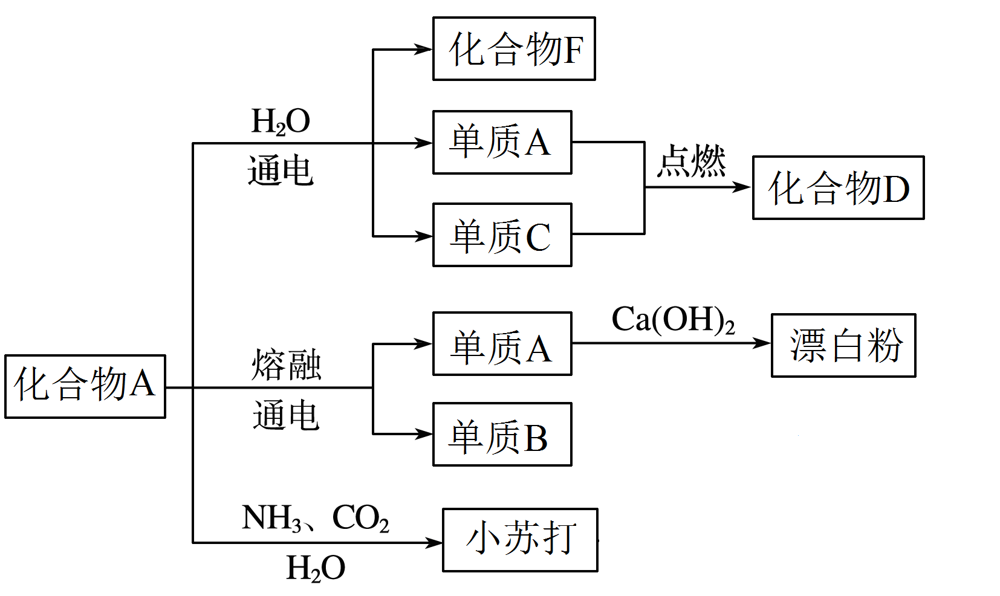 化合物F
H₂O
通电
单质A
点燃
化合物D
单质C
单质A
Ca(OH)₂
漂白粉
化合物A
熔融
通电
单质B
NH₃、CO₂
H₂O
小苏打